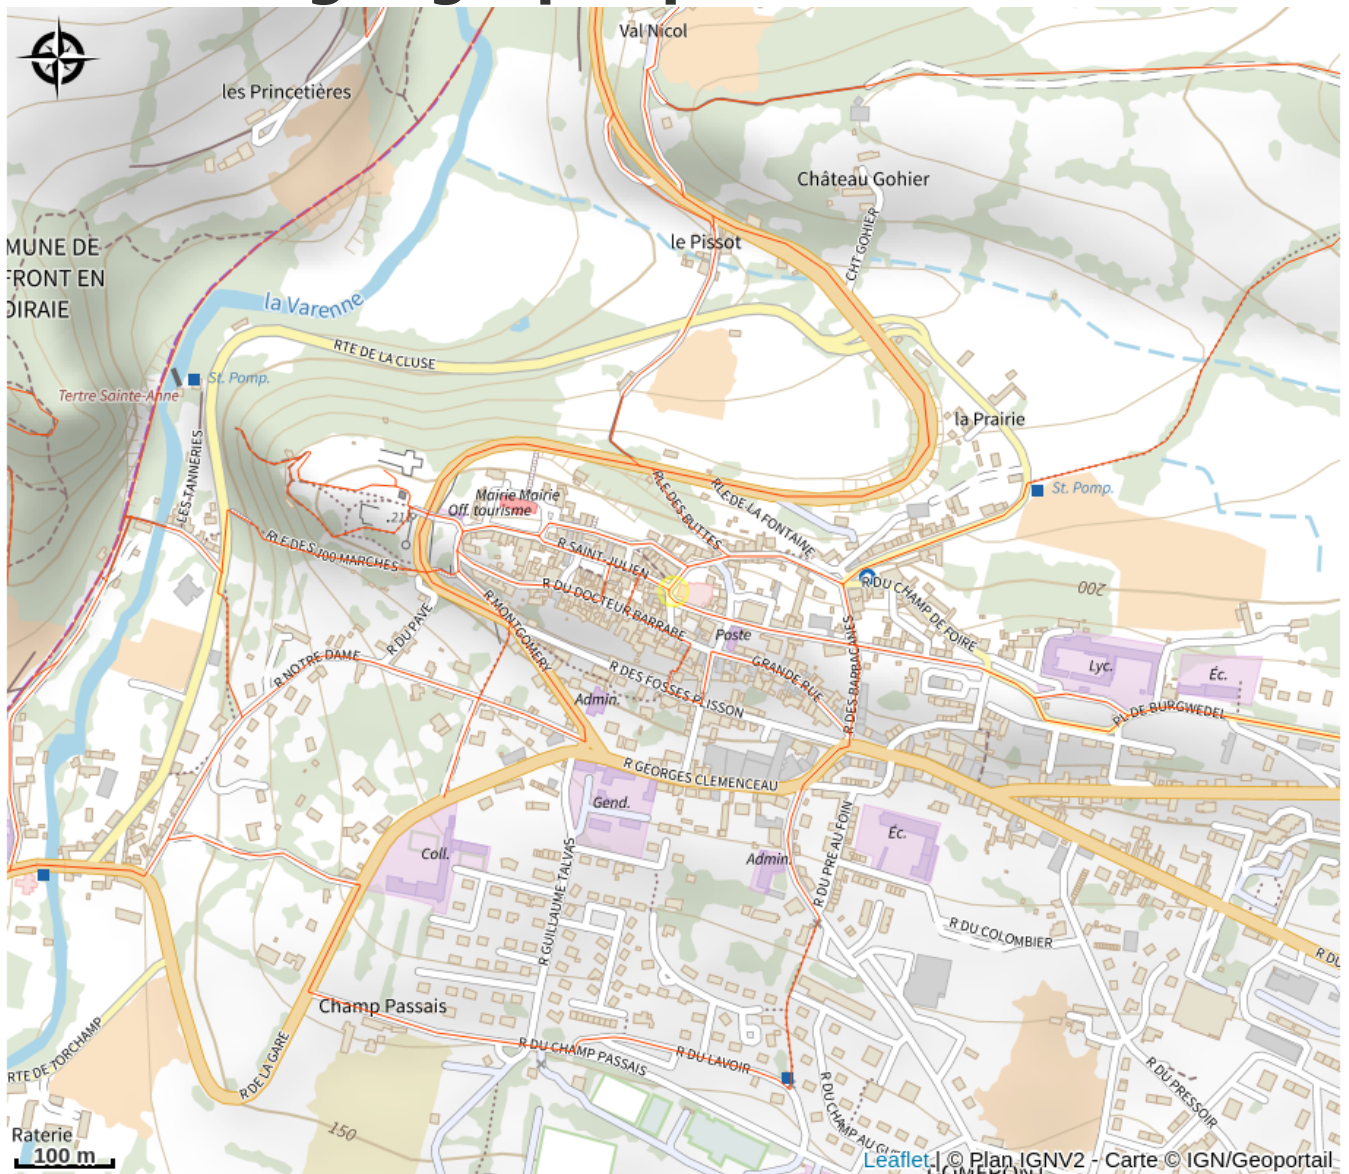 Val Nicol
les Princetières
Château Gohier
CHT GOHIER
le Pissot
MUNE DE
FRONT EN
OIRAIE
la Varenne
RTE DE LA CLUSE
St. Pomp.
Tertre Sainte-Anne
la Prairie
LES TANNERIES
St. Pomp.
Mairie Mairie
Off. tourisme
RLE DES BUTTES
RLE DE LA FONTAINE
RLE DES 100 MARCHES
R SAINT-JULIEN
R DU DOCTEUR BARRABE
R DU CHAMP DE FOIRE
200
R MONTGOMERY
R DU PAVE
Poste
R NOTRE DAME
R DES FOSSES PLISSON
GRANDE RUE
R DES BARBACANES
Lyc.
Éc.
Admin.
PL DE BURGWEDEL
R GEORGES CLEMENCEAU
Gend.
Coll.
Admin.
Éc.
R DU PRE AU FOIN
R GUILLAUME TALVAS
R DU COLOMBIER
R DU
Champ Passais
RTE DE TORCHAMP
R DE LA GARE
R DU CHAMP PASSAIS
R DU LAVOIR
R DU PRESSOIR
150
Raterie
100 m
Leaflet | © Plan IGNV2 - Carte © IGN/Geoportail